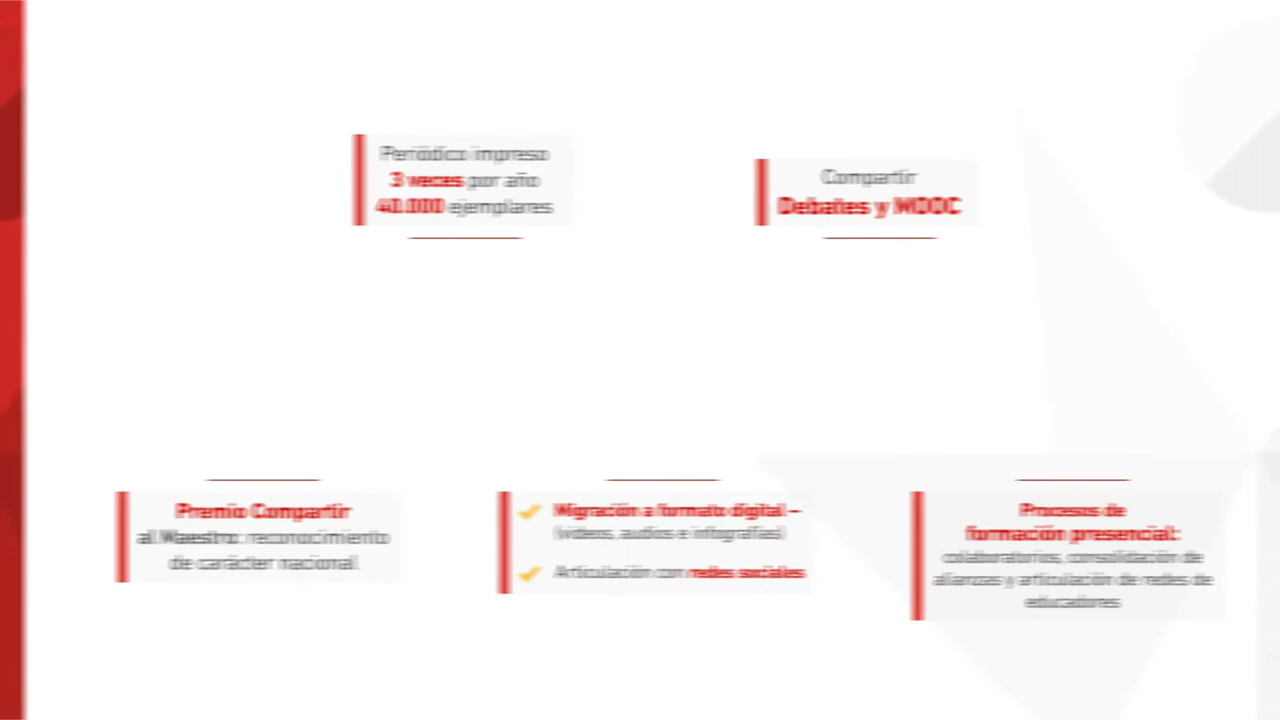 Periódico impreso
3 veces por año
40.000 ejemplares
Compartir
Debates y MOOC
Premio Compartir
al Maestro: reconocimiento
de carácter nacional
Migración a formato digital –
(videos, audios e infografías)
Articulación con redes sociales
Procesos de
formación presencial:
colaboratorios, consolidación de
alianzas y articulación de redes de
educadores